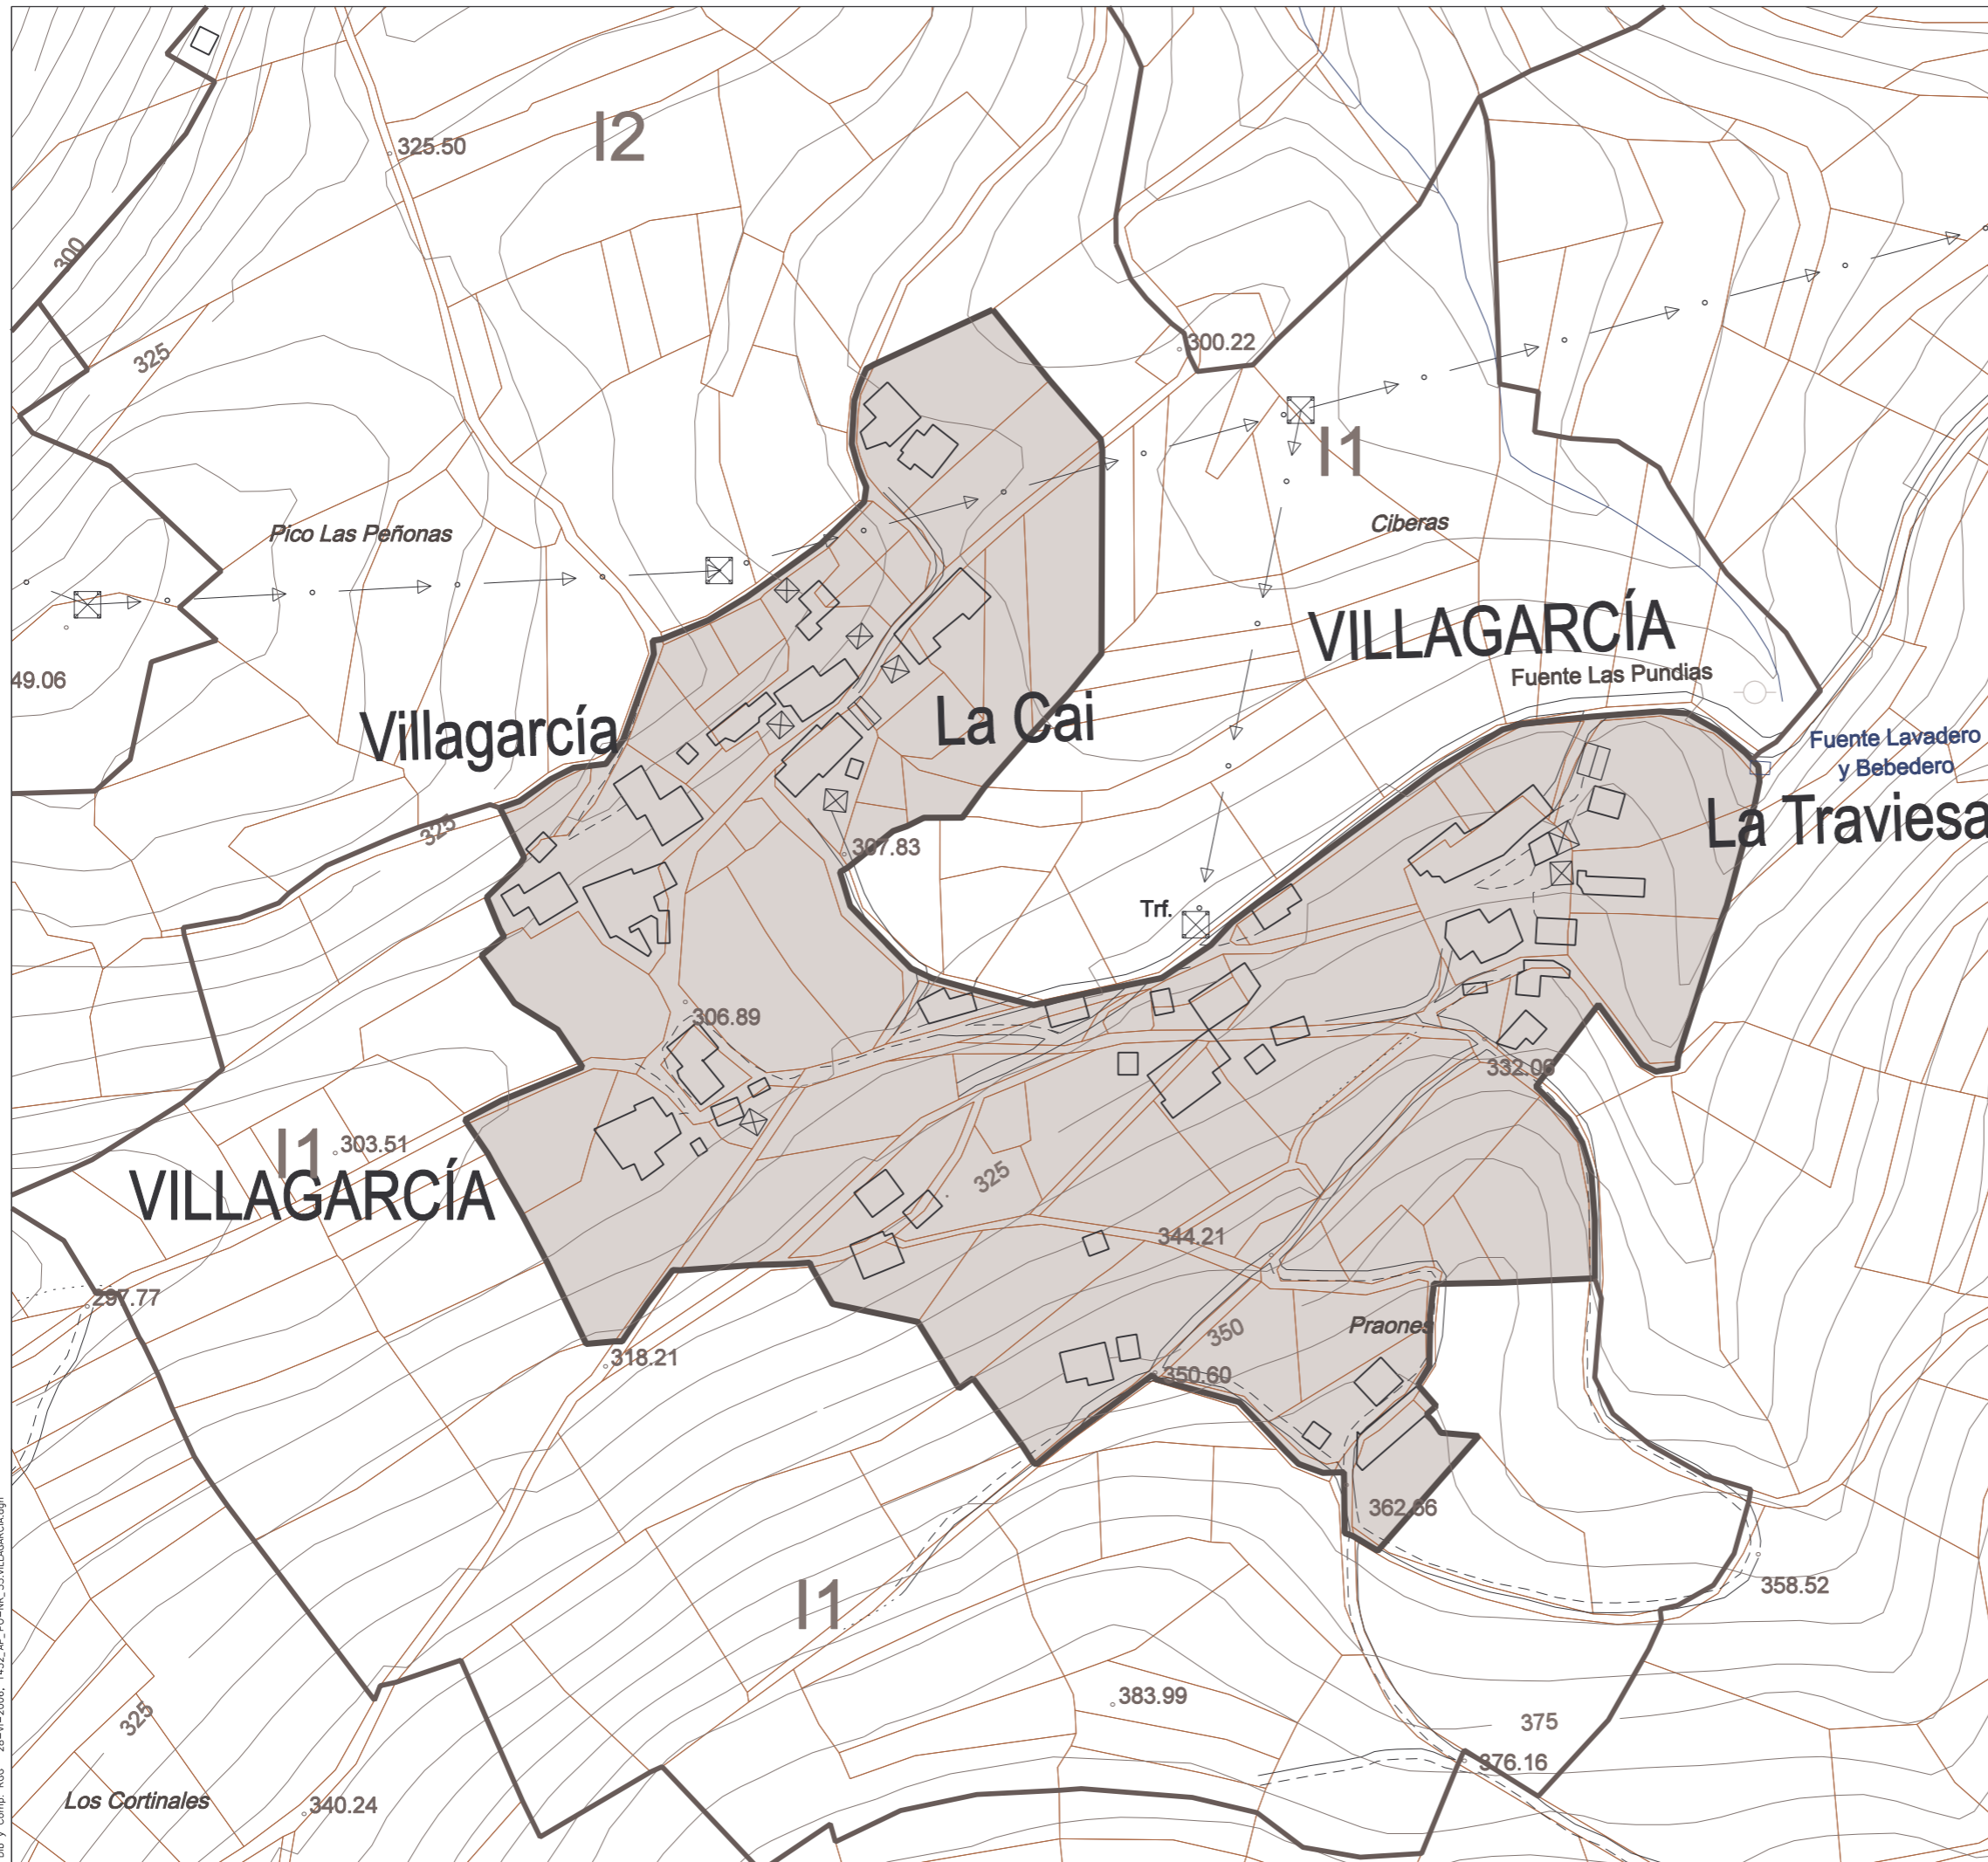 I2
325.50
300
325
300.22
I1
Pico Las Peñonas
Ciberas
VILLAGARCÍA
Fuente Las Pundias
49.06
Villagarcía
La Cai
Fuente Lavadero
y Bebedero
La Traviesa
325
307.83
Trf.
306.89
332.06
I1
303.51
VILLAGARCÍA
325
344.21
297.77
318.21
350
Praones
350.60
362.66
I1
358.52
383.99
325
375
376.16
Los Cortinales
340.24